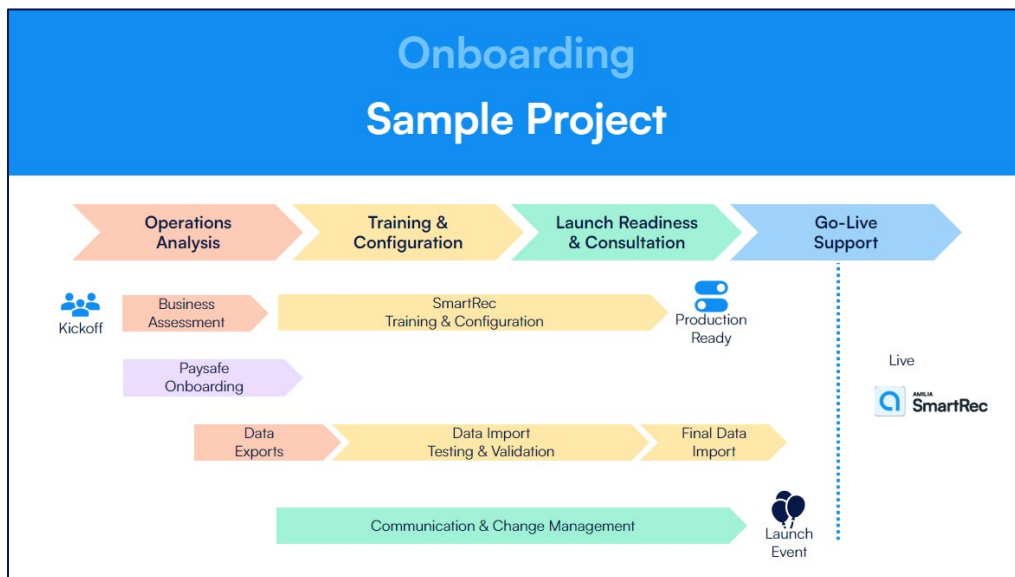 Onboarding
Sample Project
Operations
Analysis
Training &
Configuration
Launch Readiness
& Consultation
Go-Live
Support
Kickoff
Business
Assessment
SmartRec
Training & Configuration
Production
Ready
Paysafe
Onboarding
Live
AMILIA
SmartRec
Data
Exports
Data Import
Testing & Validation
Final Data
Import
Communication & Change Management
Launch
Event